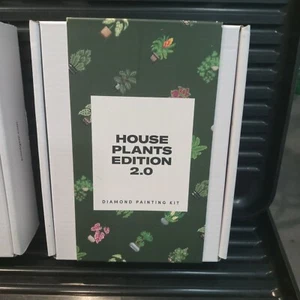 HOUSE
PLANTS
EDITION
2.0
DIAMOND PAINTING KIT